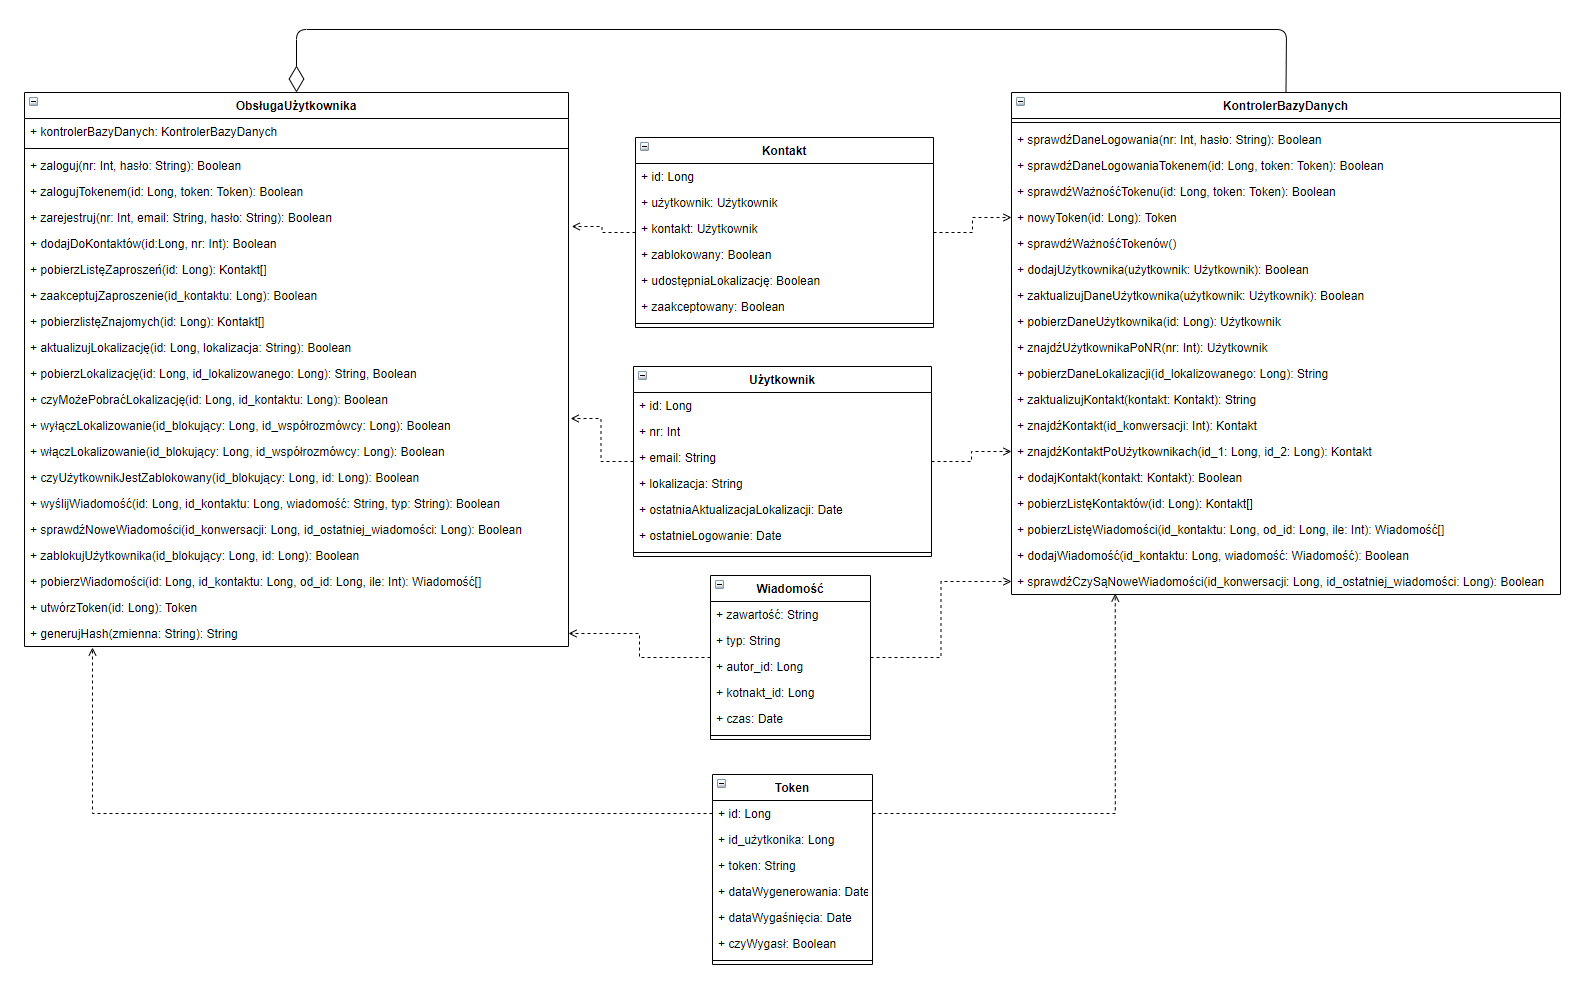 ObsługaUżytkownika
+ kontrolerBazyDanych: KontrolerBazyDanych
+ zaloguj(nr: Int, hasło: String): Boolean
+ zalogujTokenem(id: Long, token: Token): Boolean
+ zarejestruj(nr: Int, email: String, hasło: String): Boolean
+ dodajDoKontaktów(id:Long, nr: Int): Boolean
+ pobierzListęZaproszeń(id: Long): Kontakt[]
+ zaakceptujZaproszenie(id_kontaktu: Long): Boolean
+ pobierzlistęZnajomych(id: Long): Kontakt[]
+ aktualizujLokalizację(id: Long, lokalizacja: String): Boolean
+ pobierzLokalizację(id: Long, id_lokalizowanego: Long): String, Boolean
+ czyMożePobraćLokalizację(id: Long, id_kontaktu: Long): Boolean
+ wyłączLokalizowanie(id_blokujący: Long, id_współrozmówcy: Long): Boolean
+ włączLokalizowanie(id_blokujący: Long, id_współrozmówcy: Long): Boolean
+ czyUżytkownikJestZablokowany(id_blokujący: Long, id: Long): Boolean
+ wyślijWiadomość(id: Long, id_kontaktu: Long, wiadomość: String, typ: String): Boolean
+ sprawdźNoweWiadomości(id_konwersacji: Long, id_ostatniej_wiadomości: Long): Boolean
+ zablokujUżytkownika(id_blokujący: Long, id: Long): Boolean
+ pobierzWiadomości(id: Long, id_kontaktu: Long, od_id: Long, ile: Int): Wiadomość[]
+ utwórzToken(id: Long): Token
+ generujHash(zmienna: String): String
Kontakt
+ id: Long
+ użytkownik: Użytkownik
+ kontakt: Użytkownik
+ zablokowany: Boolean
+ udostępniaLokalizację: Boolean
+ zaakceptowany: Boolean
Użytkownik
+ id: Long
+ nr: Int
+ email: String
+ lokalizacja: String
+ ostatniaAktualizacjaLokalizacji: Date
+ ostatnieLogowanie: Date
Wiadomość
+ zawartość: String
+ typ: String
+ autor_id: Long
+ kotnakt_id: Long
+ czas: Date
Token
+ id: Long
+ id_użytkonika: Long
+ token: String
+ dataWygenerowania: Date
+ dataWygaśnięcia: Date
+ czyWygasł: Boolean
KontrolerBazyDanych
+ sprawdźDaneLogowania(nr: Int, hasło: String): Boolean
+ sprawdźDaneLogowaniaTokenem(id: Long, token: Token): Boolean
+ sprawdźWażnośćTokenu(id: Long, token: Token): Boolean
+ nowyToken(id: Long): Token
+ sprawdźWażnośćTokenów()
+ dodajUżytkownika(użytkownik: Użytkownik): Boolean
+ zaktualizujDaneUżytkownika(użytkownik: Użytkownik): Boolean
+ pobierzDaneUżytkownika(id: Long): Użytkownik
+ znajdźUżytkownikaPoNR(nr: Int): Użytkownik
+ pobierzDaneLokalizacji(id_lokalizowanego: Long): String
+ zaktualizujKontakt(kontakt: Kontakt): String
+ znajdźKontakt(id_konwersacji: Int): Kontakt
+ znajdźKontaktPoUżytkownikach(id_1: Long, id_2: Long): Kontakt
+ dodajKontakt(kontakt: Kontakt): Boolean
+ pobierzListęKontaktów(id: Long): Kontakt[]
+ pobierzListęWiadomości(id_kontaktu: Long, od_id: Long, ile: Int): Wiadomość[]
+ dodajWiadomość(id_kontaktu: Long, wiadomość: Wiadomość): Boolean
+ sprawdźCzySąNoweWiadomości(id_konwersacji: Long, id_ostatniej_wiadomości: Long): Boolean